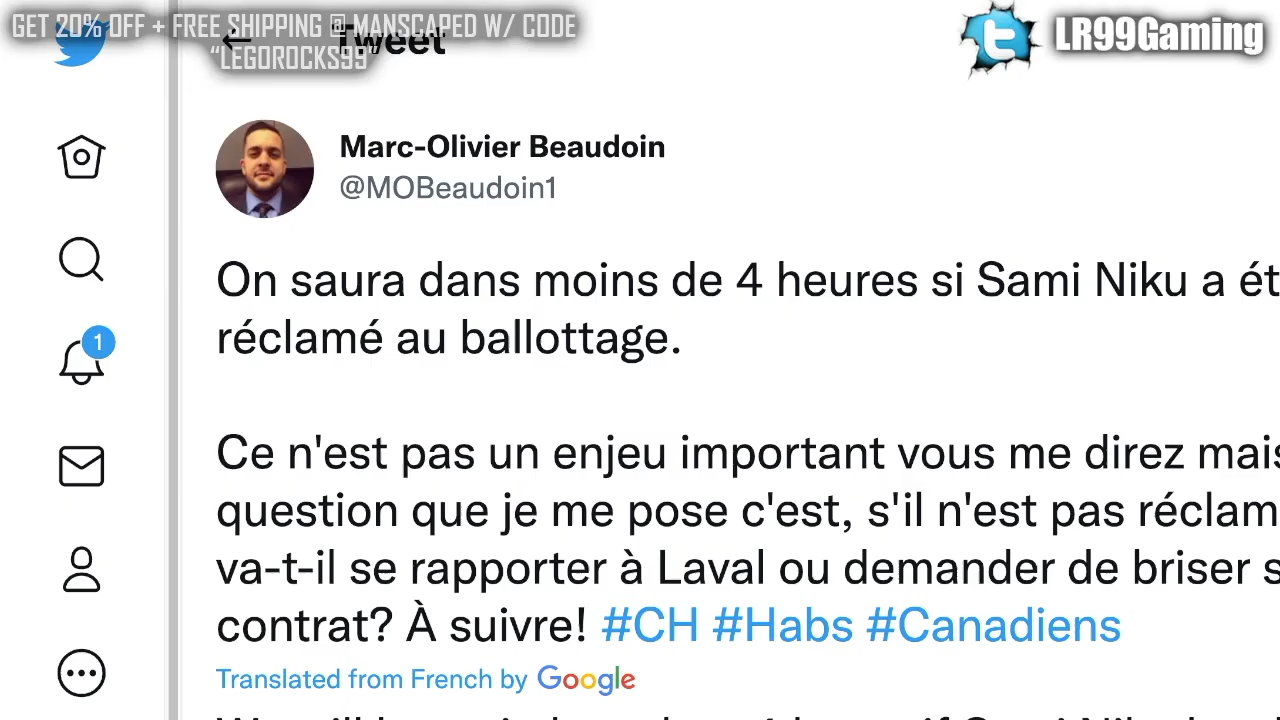 GET 20% OFF + FREE SHIPPING @ MANSCAPED W/ CODE
"LEGOROCKS99"
Tweet
LR99Gaming
Marc-Olivier Beaudoin
@MOBeaudoin1
On saura dans moins de 4 heures si Sami Niku a ét
réclamé au ballottage.
Ce n'est pas un enjeu important vous me direz mais
question que je me pose c'est, s'il n'est pas réclam
va-t-il se rapporter à Laval ou demander de briser s
contrat? À suivre! #CH #Habs #Canadiens
Translated from French by Google
1